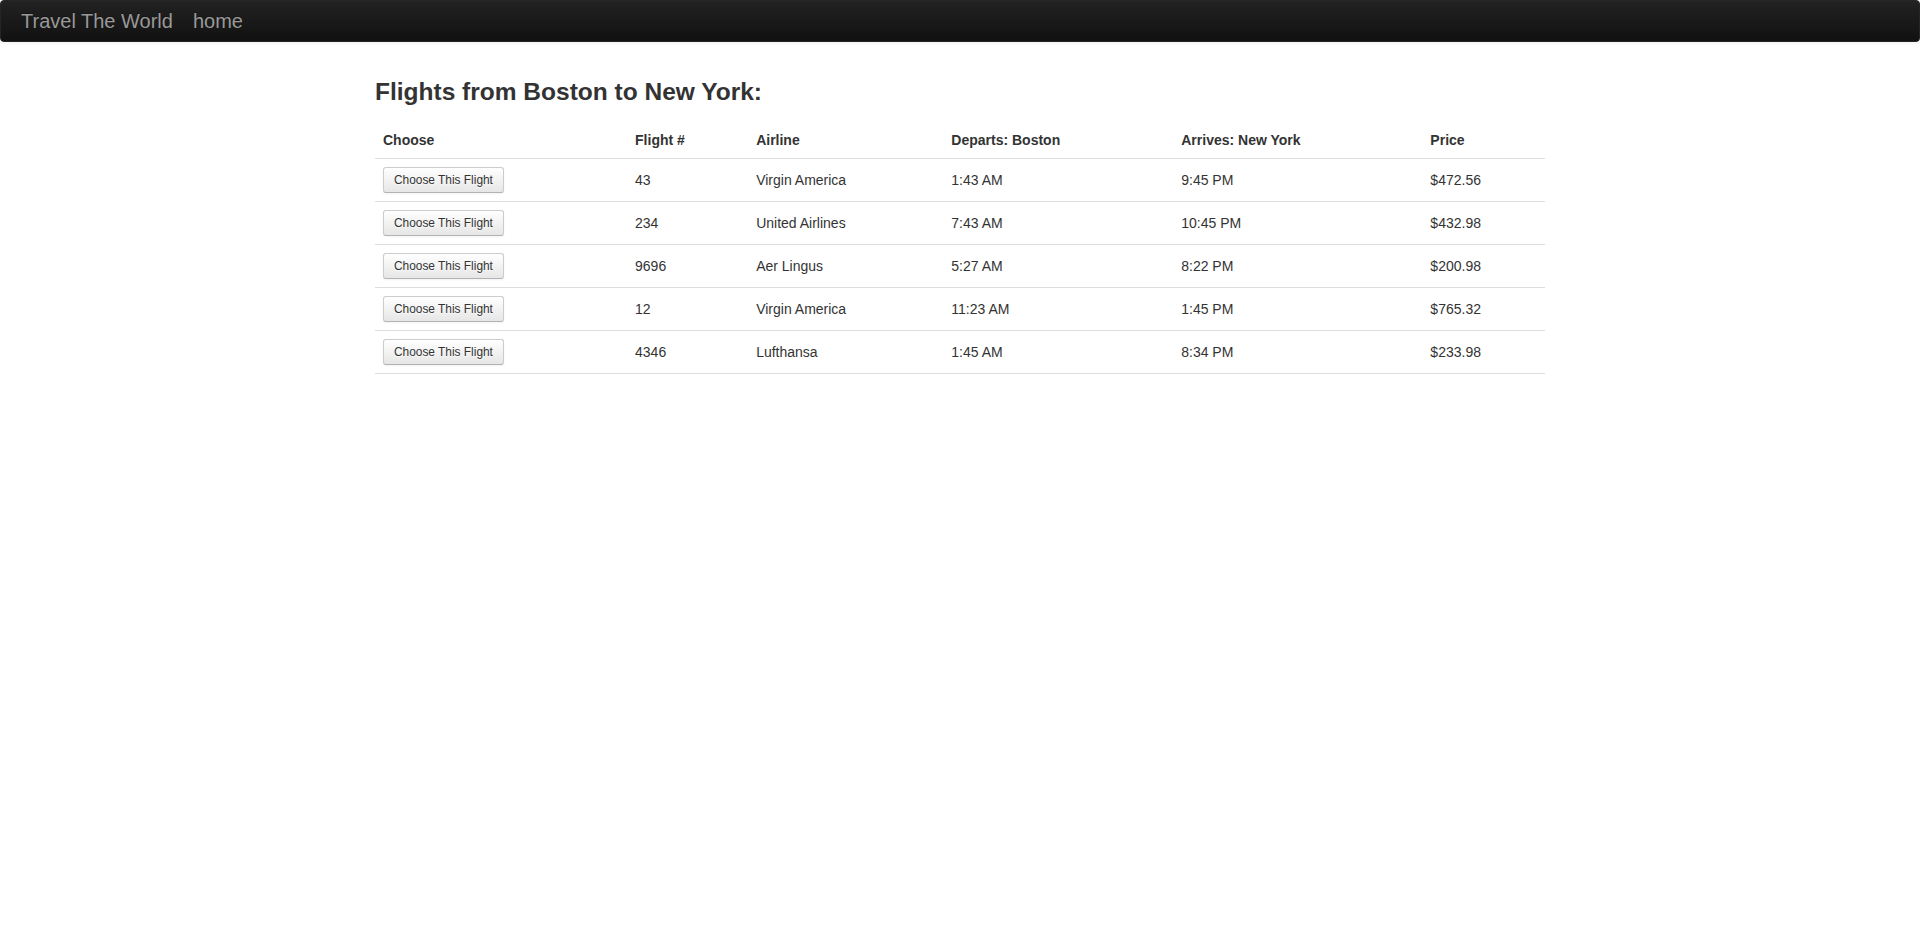 Travel The World home
Flights from Boston to New York:
Choose Flight # Airline Departs: Boston Arrives: New York Price
Choose This Flight 43 Virgin America 1:43 AM 9:45 PM $472.56
Choose This Flight 234 United Airlines 7:43 AM 10:45 PM $432.98
Choose This Flight 9696 Aer Lingus 5:27 AM 8:22 PM $200.98
Choose This Flight 12 Virgin America 11:23 AM 1:45 PM $765.32
Choose This Flight 4346 Lufthansa 1:45 AM 8:34 PM $233.98